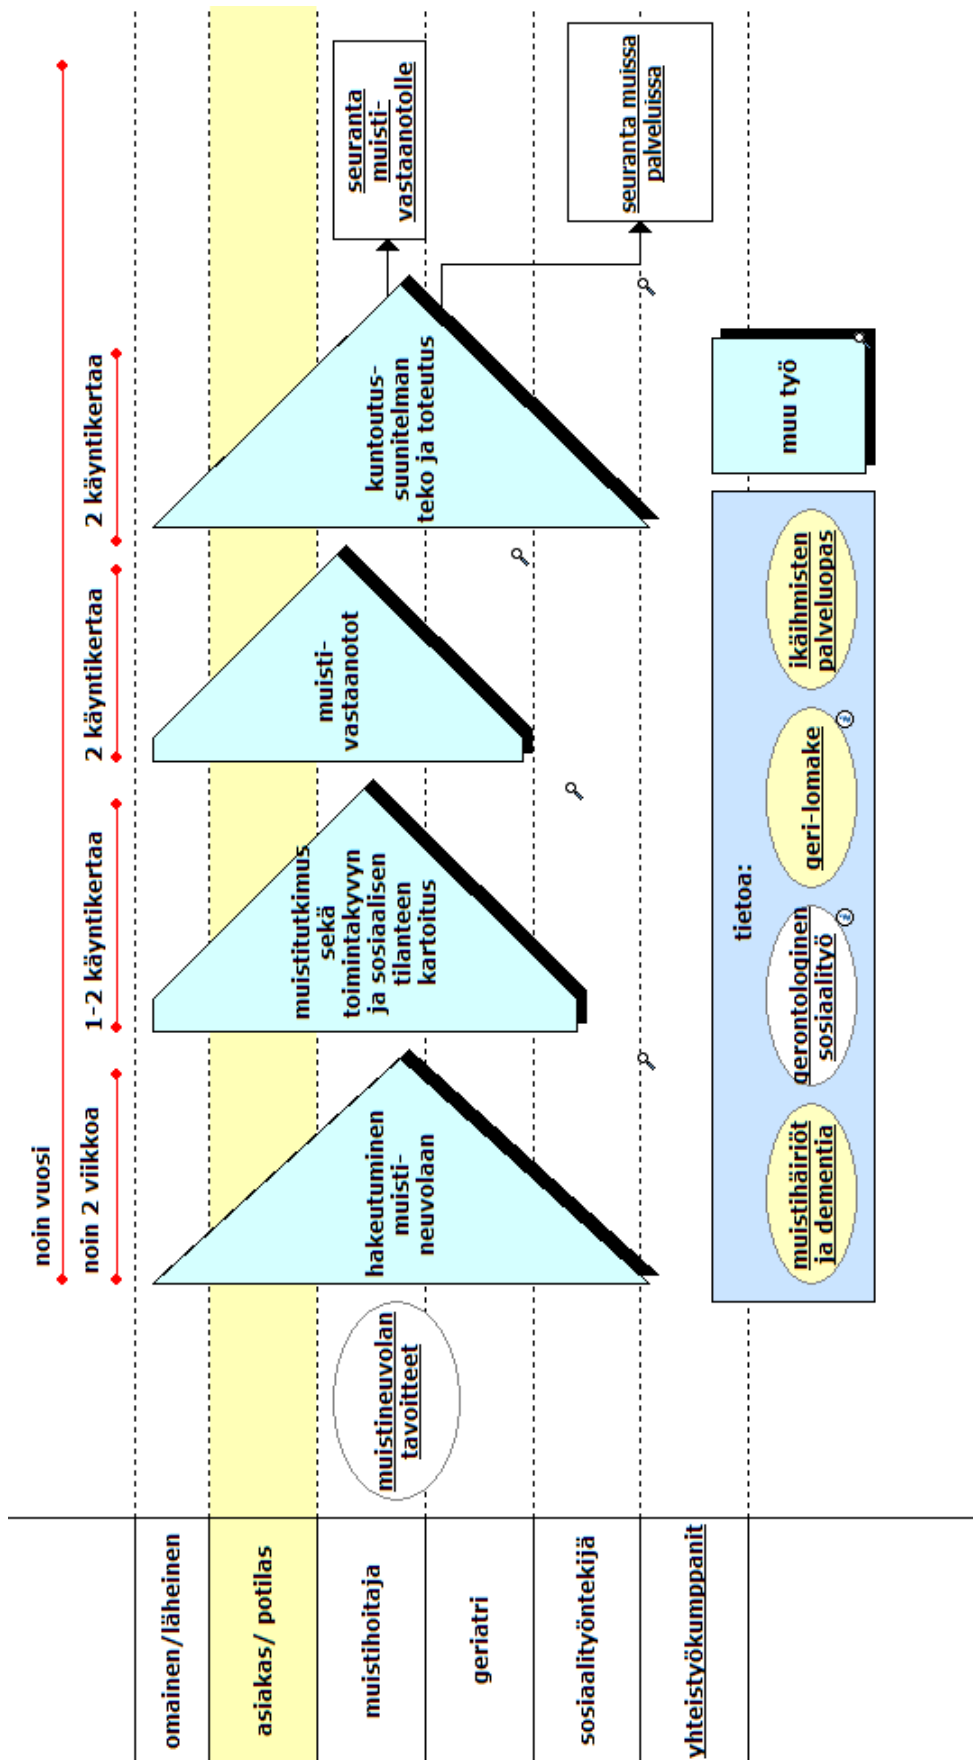 noin vuosi
noin 2 viikkoa
1-2 käyntikertaa
2 käyntikertaa
2 käyntikertaa
omainen/läheinen
asiakas/ potilas
muistihoitaja
geriatri
sosiaalityöntekijä
yhteistyökumppanit
muistineuvolan
tavoitteet
hakeutuminen
muisti-
neuvolaan
muistitutkimus
sekä
toimintakyvyn
ja sosiaalisen
tilanteen
kartoitus
muisti-
vastaanotot
kuntoutus-
suunitelman
teko ja toteutus
seuranta
muisti-
vastaanotolle
seuranta muissa
palveluissa
tietoa:
muistihäiriöt
ja dementia
gerontologinen
sosiaalityö
geri-lomake
ikäihmisten
palveluopas
muu työ